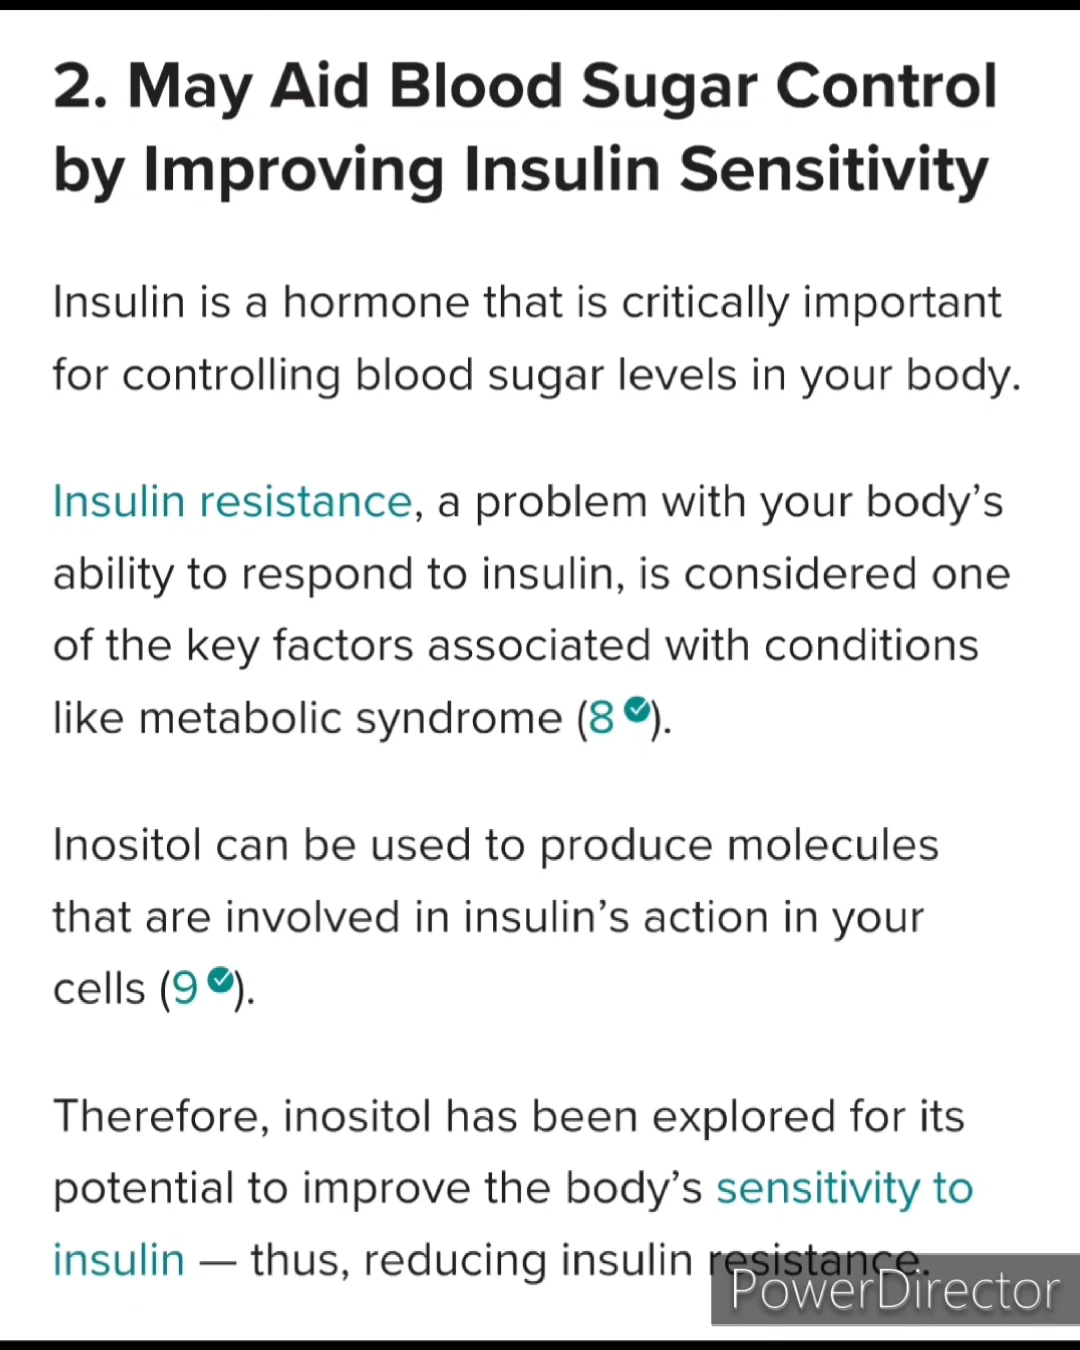 2. May Aid Blood Sugar Control
by Improving Insulin Sensitivity
Insulin is a hormone that is critically important
for controlling blood sugar levels in your body.
Insulin resistance, a problem with your body’s
ability to respond to insulin, is considered one
of the key factors associated with conditions
like metabolic syndrome (8).
Inositol can be used to produce molecules
that are involved in insulin’s action in your
cells (9).
Therefore, inositol has been explored for its
potential to improve the body’s sensitivity to
insulin — thus, reducing insulin resistance.
PowerDirector